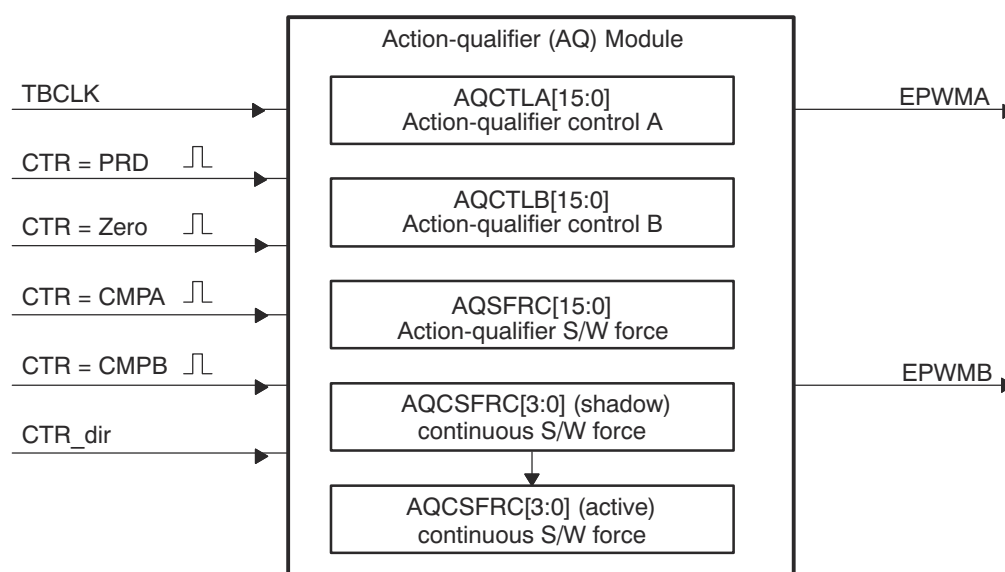 Action-qualifier (AQ) Module
TBCLK
CTR = PRD
CTR = Zero
CTR = CMPA
CTR = CMPB
CTR_dir
AQCTLA[15:0]
Action-qualifier control A
AQCTLB[15:0]
Action-qualifier control B
AQSFRC[15:0]
Action-qualifier S/W force
AQCSFRC[3:0] (shadow)
continuous S/W force
AQCSFRC[3:0] (active)
continuous S/W force
EPWMA
EPWMB